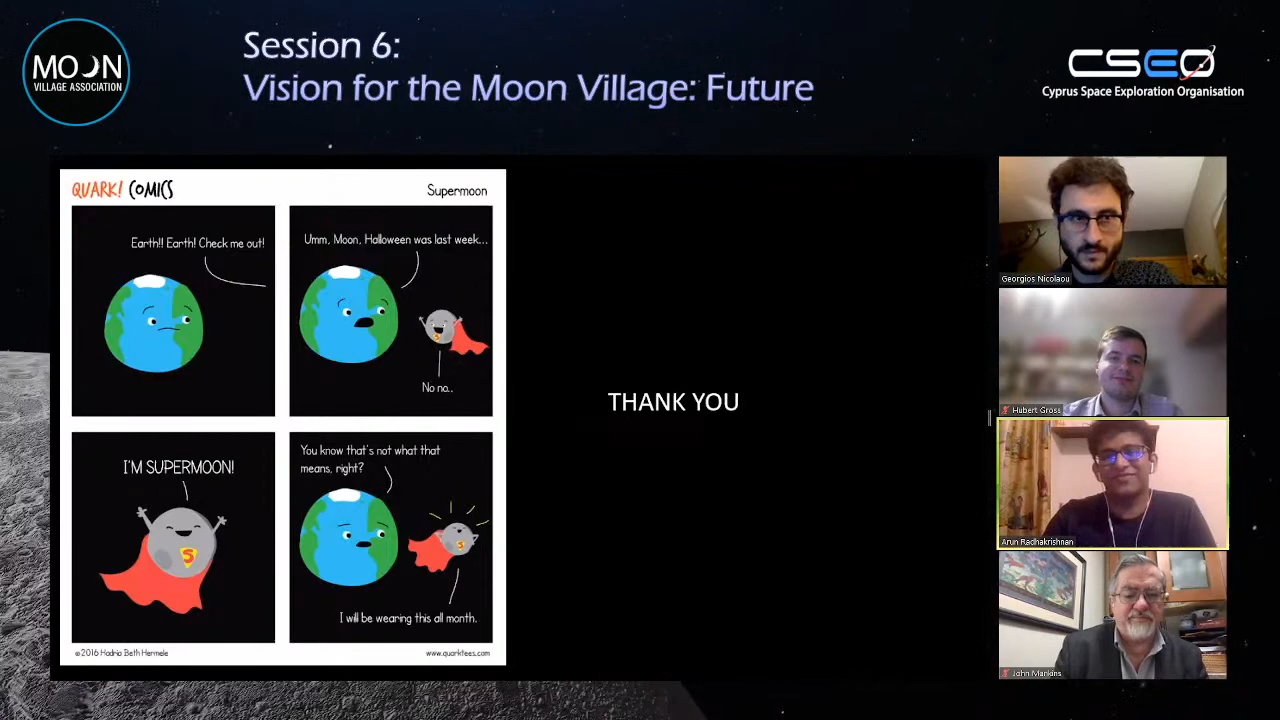 MOON
VILLAGE ASSOCIATION
Session 6:
Vision for the Moon Village: Future
CSEO
Cyprus Space Exploration Organisation
QUARK! COMICS
Supermoon
Earth!! Earth! Check me out!
Umm, Moon, Halloween was last week...
No no..
I'M SUPERMOON!
S
You know that's not what that
means, right?
S
I will be wearing this all month.
©2016 Hadria Beth Hermele
www.quarktees.com
THANK YOU
Georgios Nicolaou
Hubert Gross
Arun Radhakrishnan
John Mankins